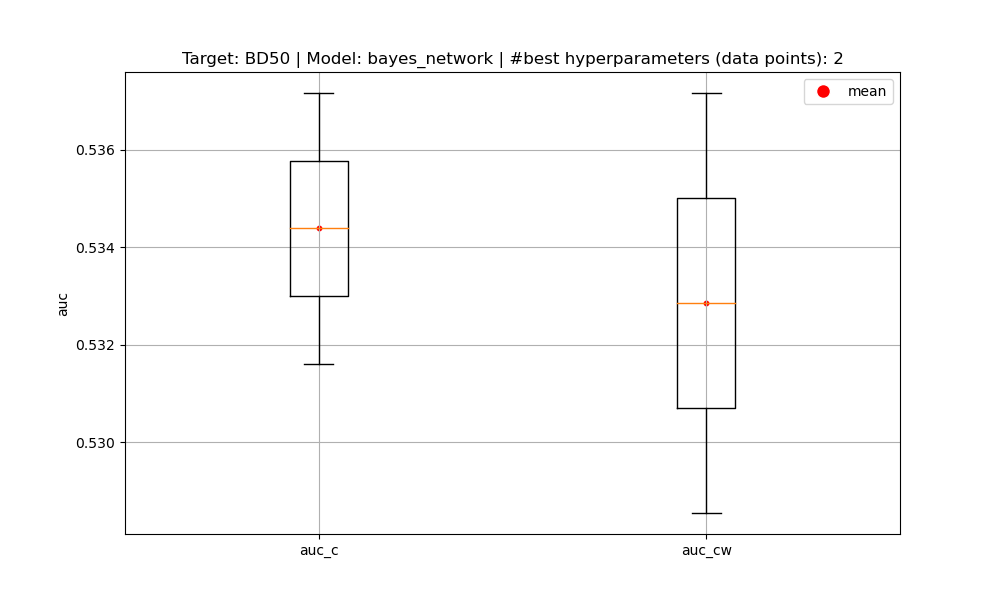 Target: BD50 | Model: bayes_network | #best hyperparameters (data points): 2
mean
0.536
0.534
0.532
0.530
auc
auc_c
auc_cw